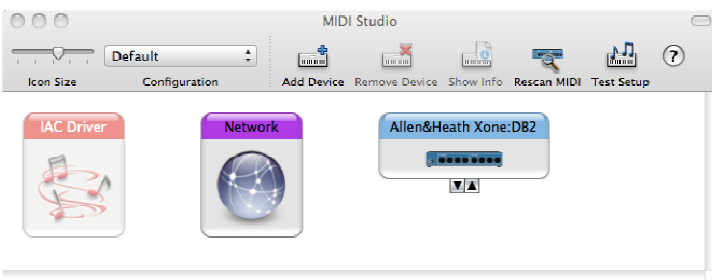 MIDI Studio
Default
Icon Size Configuration Add Device Remove Device Show Info Rescan MIDI Test Setup ?
IAC Driver Network Allen&Heath Xone:DB2